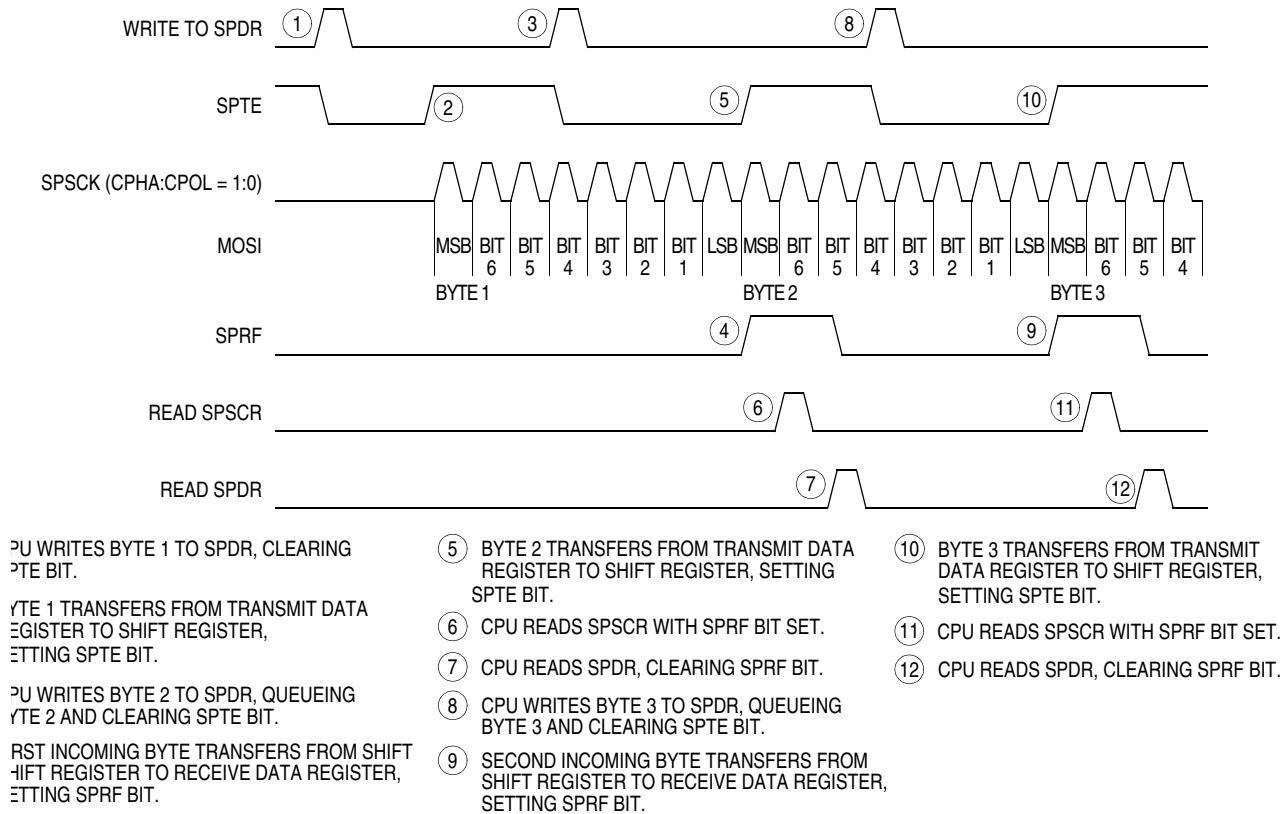 WRITE TO SPDR 1 3 8
SPTE 2 5 10
SPSCK (CPHA:CPOL = 1:0)
MOSI MSB BIT 6 BIT 5 BIT 4 BIT 3 BIT 2 BIT 1 LSB MSB BIT 6 BIT 5 BIT 4 BIT 3 BIT 2 BIT 1 LSB MSB BIT 6 BIT 5 BIT 4
BYTE 1 BYTE 2 BYTE 3
SPRF 4 9
READ SPSCR 6 11
READ SPDR 7 12
PU WRITES BYTE 1 TO SPDR, CLEARING
PTE BIT.
YTE 1 TRANSFERS FROM TRANSMIT DATA
EGISTER TO SHIFT REGISTER,
ETTING SPTE BIT.
PU WRITES BYTE 2 TO SPDR, QUEUEING
YTE 2 AND CLEARING SPTE BIT.
RST INCOMING BYTE TRANSFERS FROM SHIFT
HIFT REGISTER TO RECEIVE DATA REGISTER,
ETTING SPRF BIT.
5 BYTE 2 TRANSFERS FROM TRANSMIT DATA
REGISTER TO SHIFT REGISTER, SETTING
SPTE BIT.
6 CPU READS SPSCR WITH SPRF BIT SET.
7 CPU READS SPDR, CLEARING SPRF BIT.
8 CPU WRITES BYTE 3 TO SPDR, QUEUEING
BYTE 3 AND CLEARING SPTE BIT.
9 SECOND INCOMING BYTE TRANSFERS FROM
SHIFT REGISTER TO RECEIVE DATA REGISTER,
SETTING SPRF BIT.
10 BYTE 3 TRANSFERS FROM TRANSMIT
DATA REGISTER TO SHIFT REGISTER,
SETTING SPTE BIT.
11 CPU READS SPSCR WITH SPRF BIT SET.
12 CPU READS SPDR, CLEARING SPRF BIT.